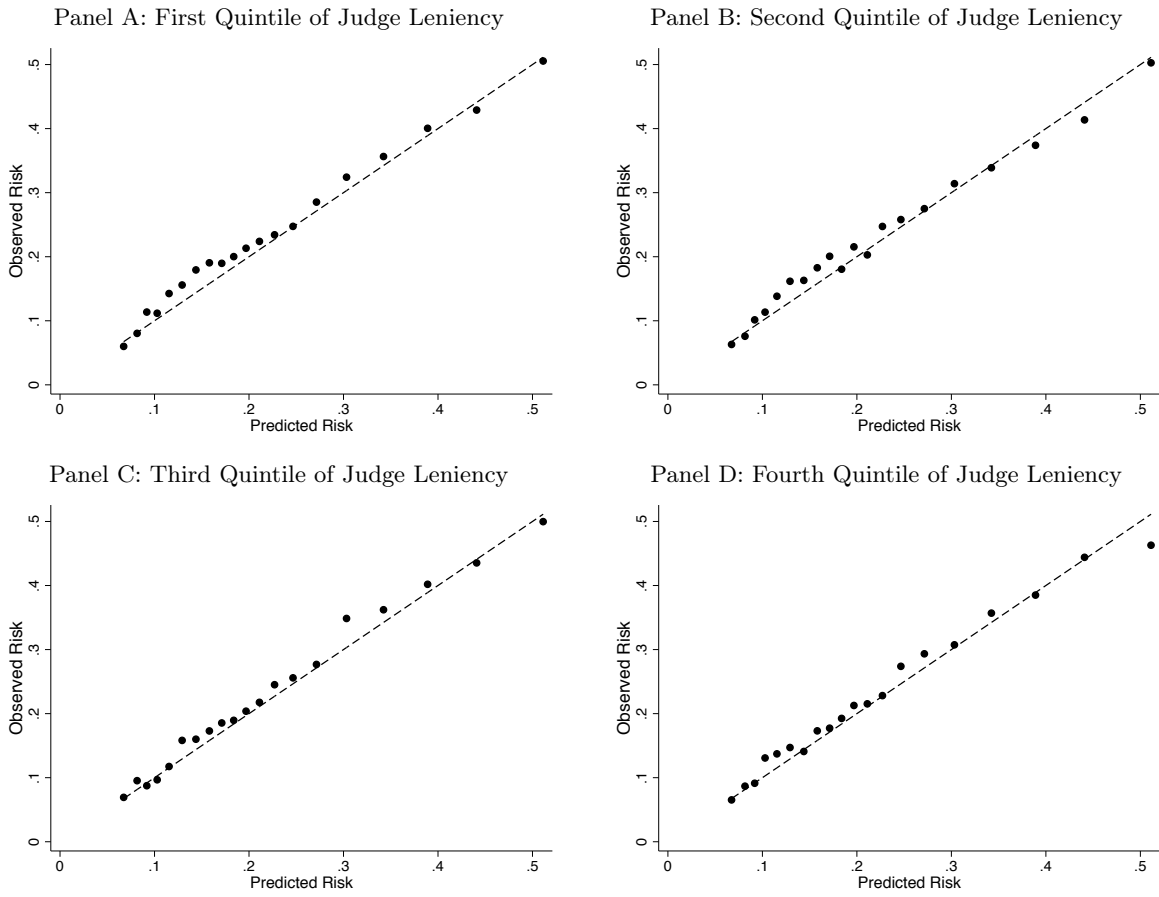 Panel A: First Quintile of Judge Leniency
Observed Risk
.5
.4
.3
.2
.1
0
0 .1 .2 .3 .4 .5
Predicted Risk
Panel B: Second Quintile of Judge Leniency
Observed Risk
.5
.4
.3
.2
.1
0
0 .1 .2 .3 .4 .5
Predicted Risk
Panel C: Third Quintile of Judge Leniency
Observed Risk
.5
.4
.3
.2
.1
0
0 .1 .2 .3 .4 .5
Predicted Risk
Panel D: Fourth Quintile of Judge Leniency
Observed Risk
.5
.4
.3
.2
.1
0
0 .1 .2 .3 .4 .5
Predicted Risk